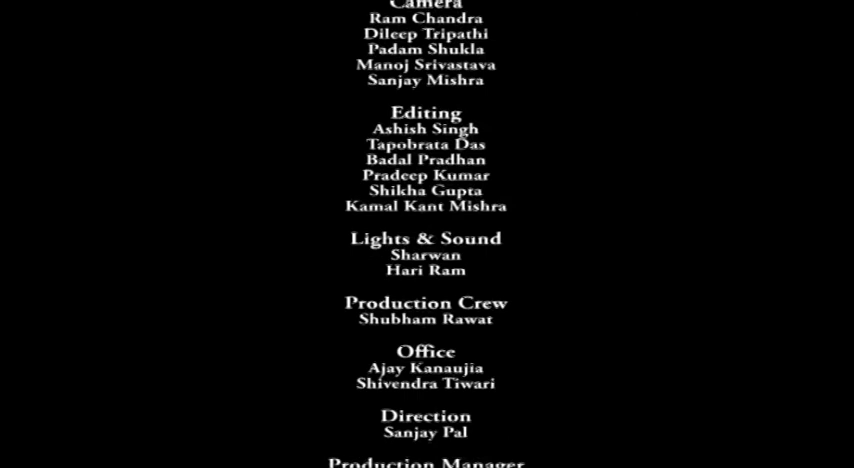 Camera
Ram Chandra
Dileep Tripathi
Padam Shukla
Manoj Srivastava
Sanjay Mishra
Editing
Ashish Singh
Tapobrata Das
Badal Pradhan
Pradeep Kumar
Shikha Gupta
Kamal Kant Mishra
Lights & Sound
Sharwan
Hari Ram
Production Crew
Shubham Rawat
Office
Ajay Kanaujia
Shivendra Tiwari
Direction
Sanjay Pal
Production Manager